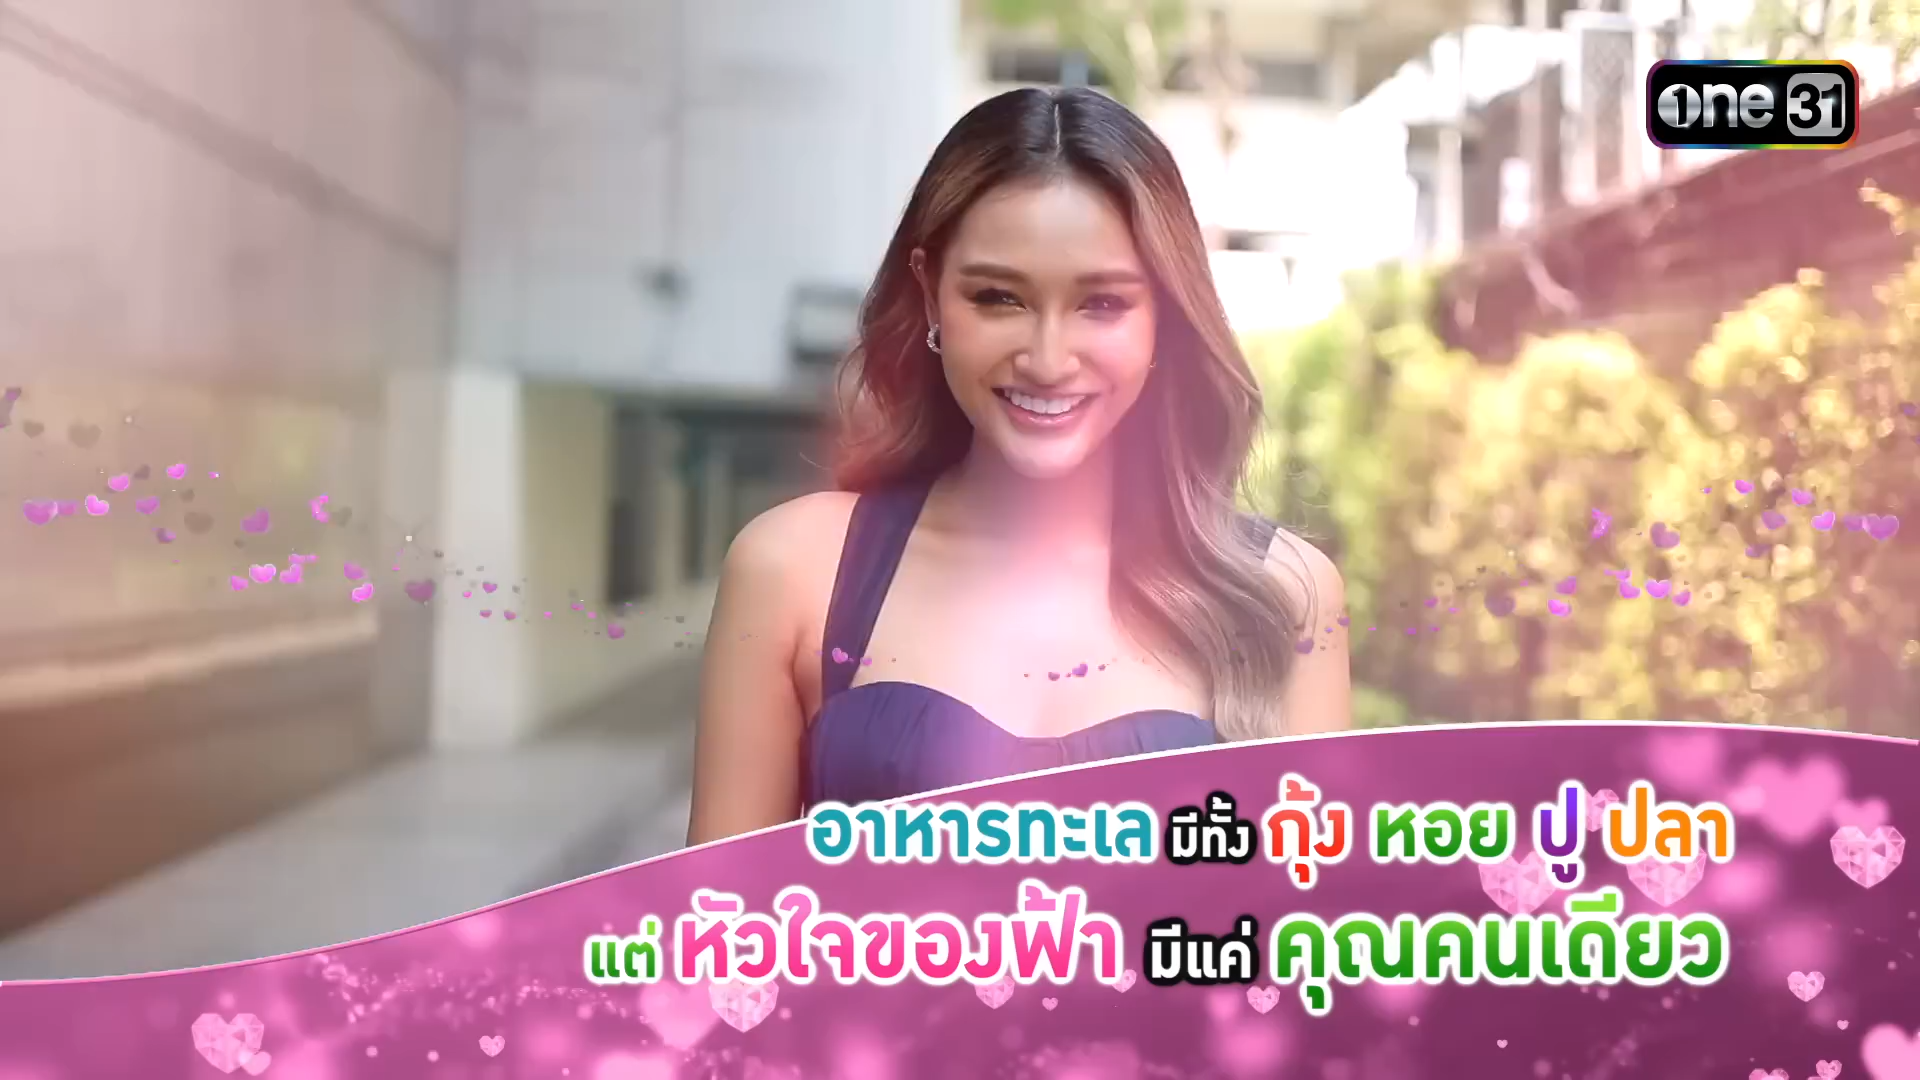 one 31
อาหารทะเล มีทั้ง กุ้ง หอย ปู ปลา
แต่ หัวใจของฟ้า มีแค่ คุณคนเดียว